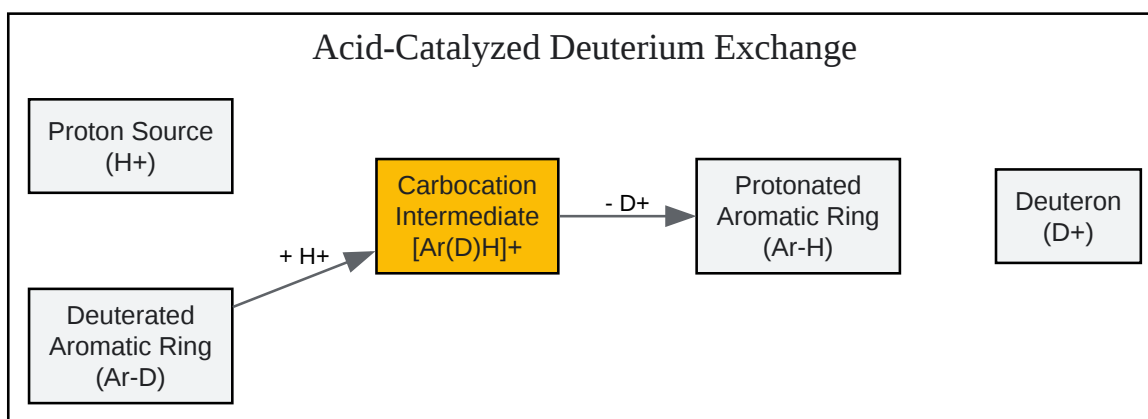 Acid-Catalyzed Deuterium Exchange
Proton Source
(H+)
Carbocation
Intermediate
[Ar(D)H]+
Protonated
Aromatic Ring
(Ar-H)
Deuteron
(D+)
- D+
+ H+
Deuterated
Aromatic Ring
(Ar-D)